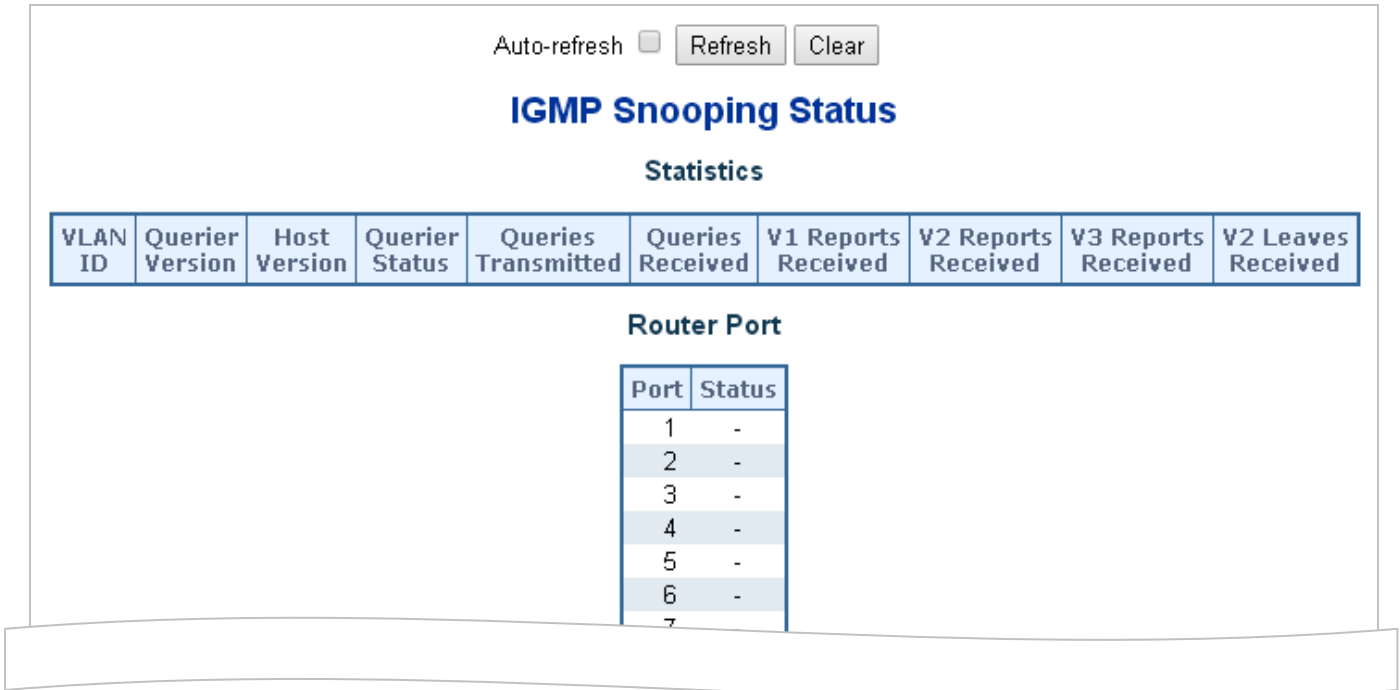 Auto-refresh Refresh Clear
IGMP Snooping Status
Statistics
VLAN ID Querier Version Host Version Querier Status Queries Transmitted Queries Received V1 Reports Received V2 Reports Received V3 Reports Received V2 Leaves Received
Router Port
Port Status
1 -
2 -
3 -
4 -
5 -
6 -
7